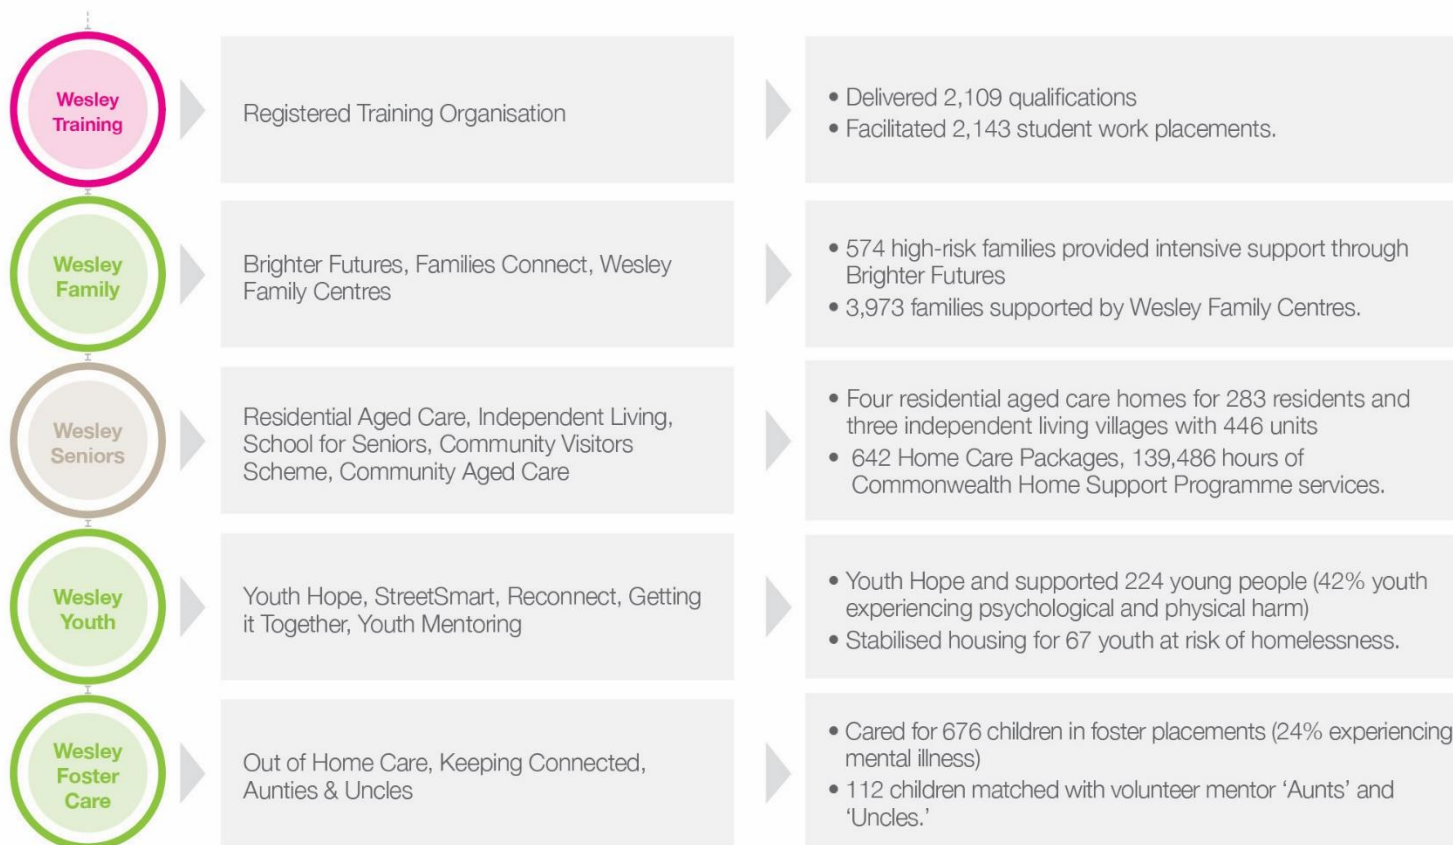 Wesley
Training
Registered Training Organisation
• Delivered 2,109 qualifications
• Facilitated 2,143 student work placements.
Wesley
Family
Brighter Futures, Families Connect, Wesley
Family Centres
• 574 high-risk families provided intensive support through
Brighter Futures
• 3,973 families supported by Wesley Family Centres.
Wesley
Seniors
Residential Aged Care, Independent Living,
School for Seniors, Community Visitors
Scheme, Community Aged Care
• Four residential aged care homes for 283 residents and
three independent living villages with 446 units
• 642 Home Care Packages, 139,486 hours of
Commonwealth Home Support Programme services.
Wesley
Youth
Youth Hope, StreetSmart, Reconnect, Getting
it Together, Youth Mentoring
• Youth Hope and supported 224 young people (42% youth
experiencing psychological and physical harm)
• Stabilised housing for 67 youth at risk of homelessness.
Wesley
Foster
Care
Out of Home Care, Keeping Connected,
Aunties & Uncles
• Cared for 676 children in foster placements (24% experiencing
mental illness)
• 112 children matched with volunteer mentor ‘Aunts’ and
‘Uncles.’